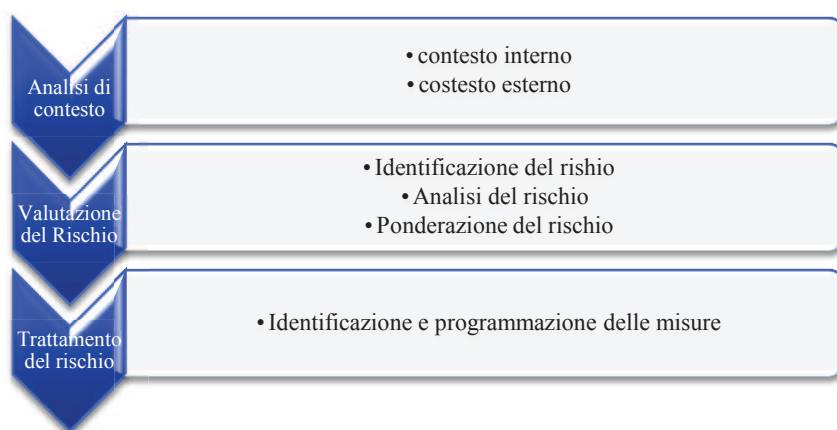 Analisi di
contesto
• contesto interno
• costesto esterno
Valutazione
del Rischio
• Identificazione del rishio
• Analisi del rischio
• Ponderazione del rischio
Trattamento
del rischio
• Identificazione e programmazione delle misure